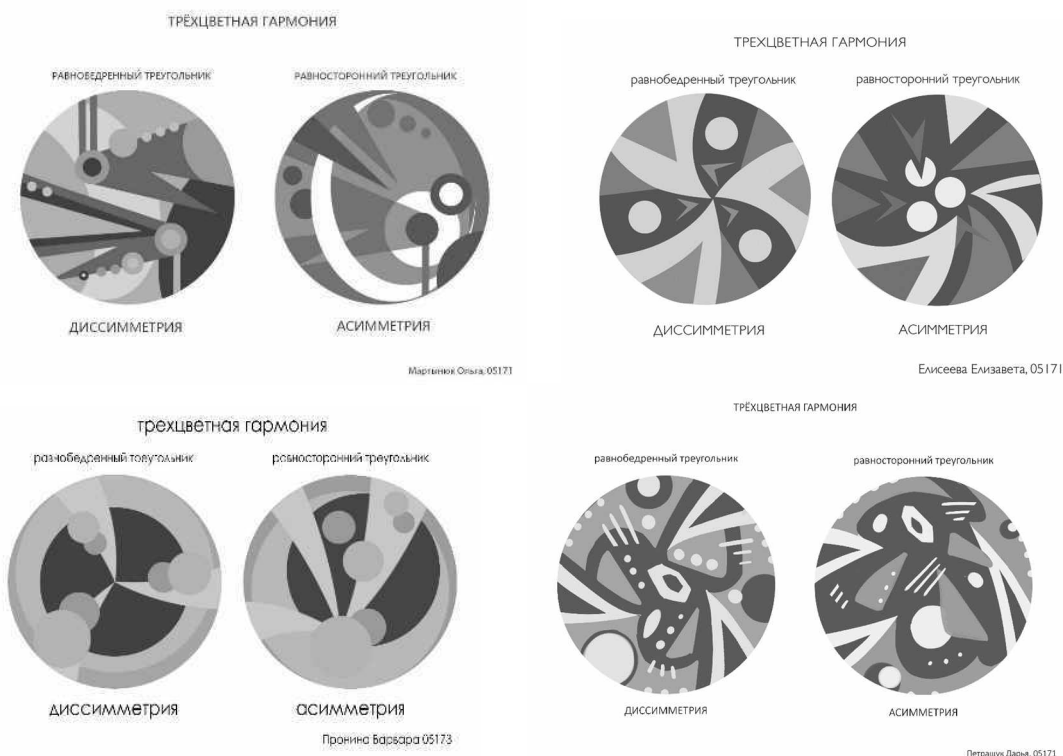 ТРЁХЦВЕТНАЯ ГАРМОНИЯ
РАВНОБЕДРЕННЫЙ ТРЕУГОЛЬНИК
РАВНОСТОРОННИЙ ТРЕУГОЛЬНИК
ДИССИММЕТРИЯ
АСИММЕТРИЯ
Мартынюк Ольга, 05171
ТРЕХЦВЕТНАЯ ГАРМОНИЯ
равнобедренный треугольник
равносторонний треугольник
ДИССИММЕТРИЯ
АСИММЕТРИЯ
Елисеева Елизавета, 05171
трехцветная гармония
равнобедренный треугольник
равносторонний треугольник
диссимметрия
асимметрия
Пронина Варвара 05173
ТРЁХЦВЕТНАЯ ГАРМОНИЯ
равнобедренный треугольник
равносторонний треугольник
ДИССИММЕТРИЯ
АСИММЕТРИЯ
Петращук Дарья, 05171